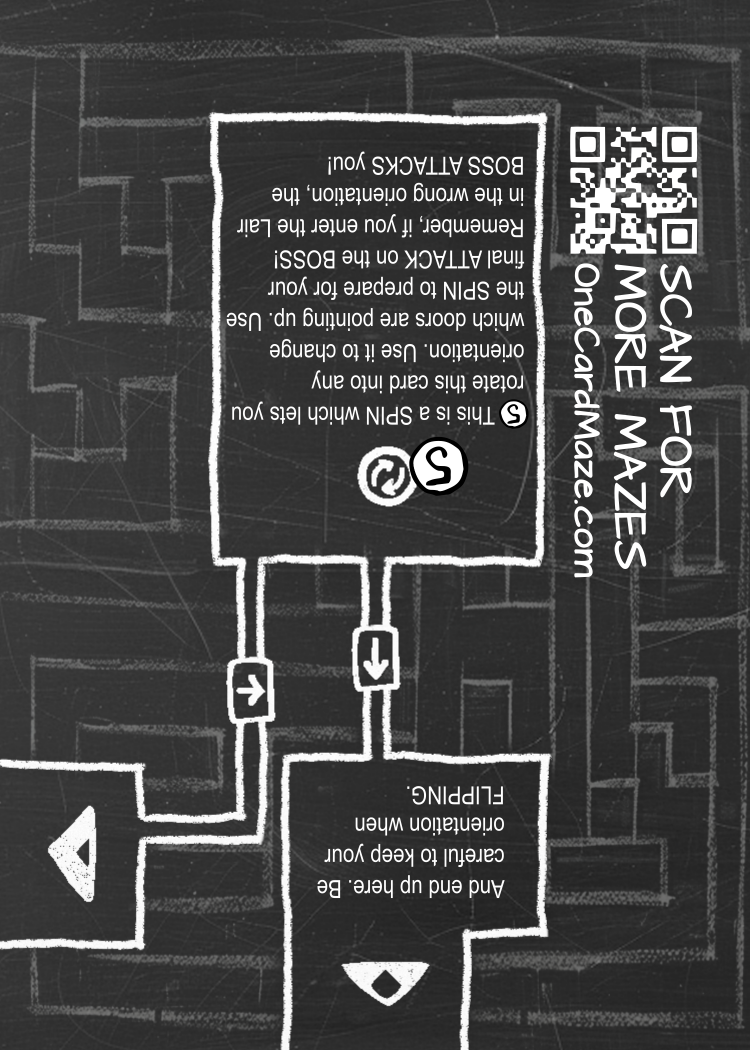 SCAN FOR
MORE MAZES
OneCardMaze.com
And end up here. Be
careful to keep your
orientation when
FLIPPING.
S
S This is a SPIN which lets you
rotate this card into any
orientation. Use it to change
which doors are pointing up. Use
the SPIN to prepare for your
final ATTACK on the BOSS!
Remember, if you enter the Lair
in the wrong orientation, the
BOSS ATTACKS you!